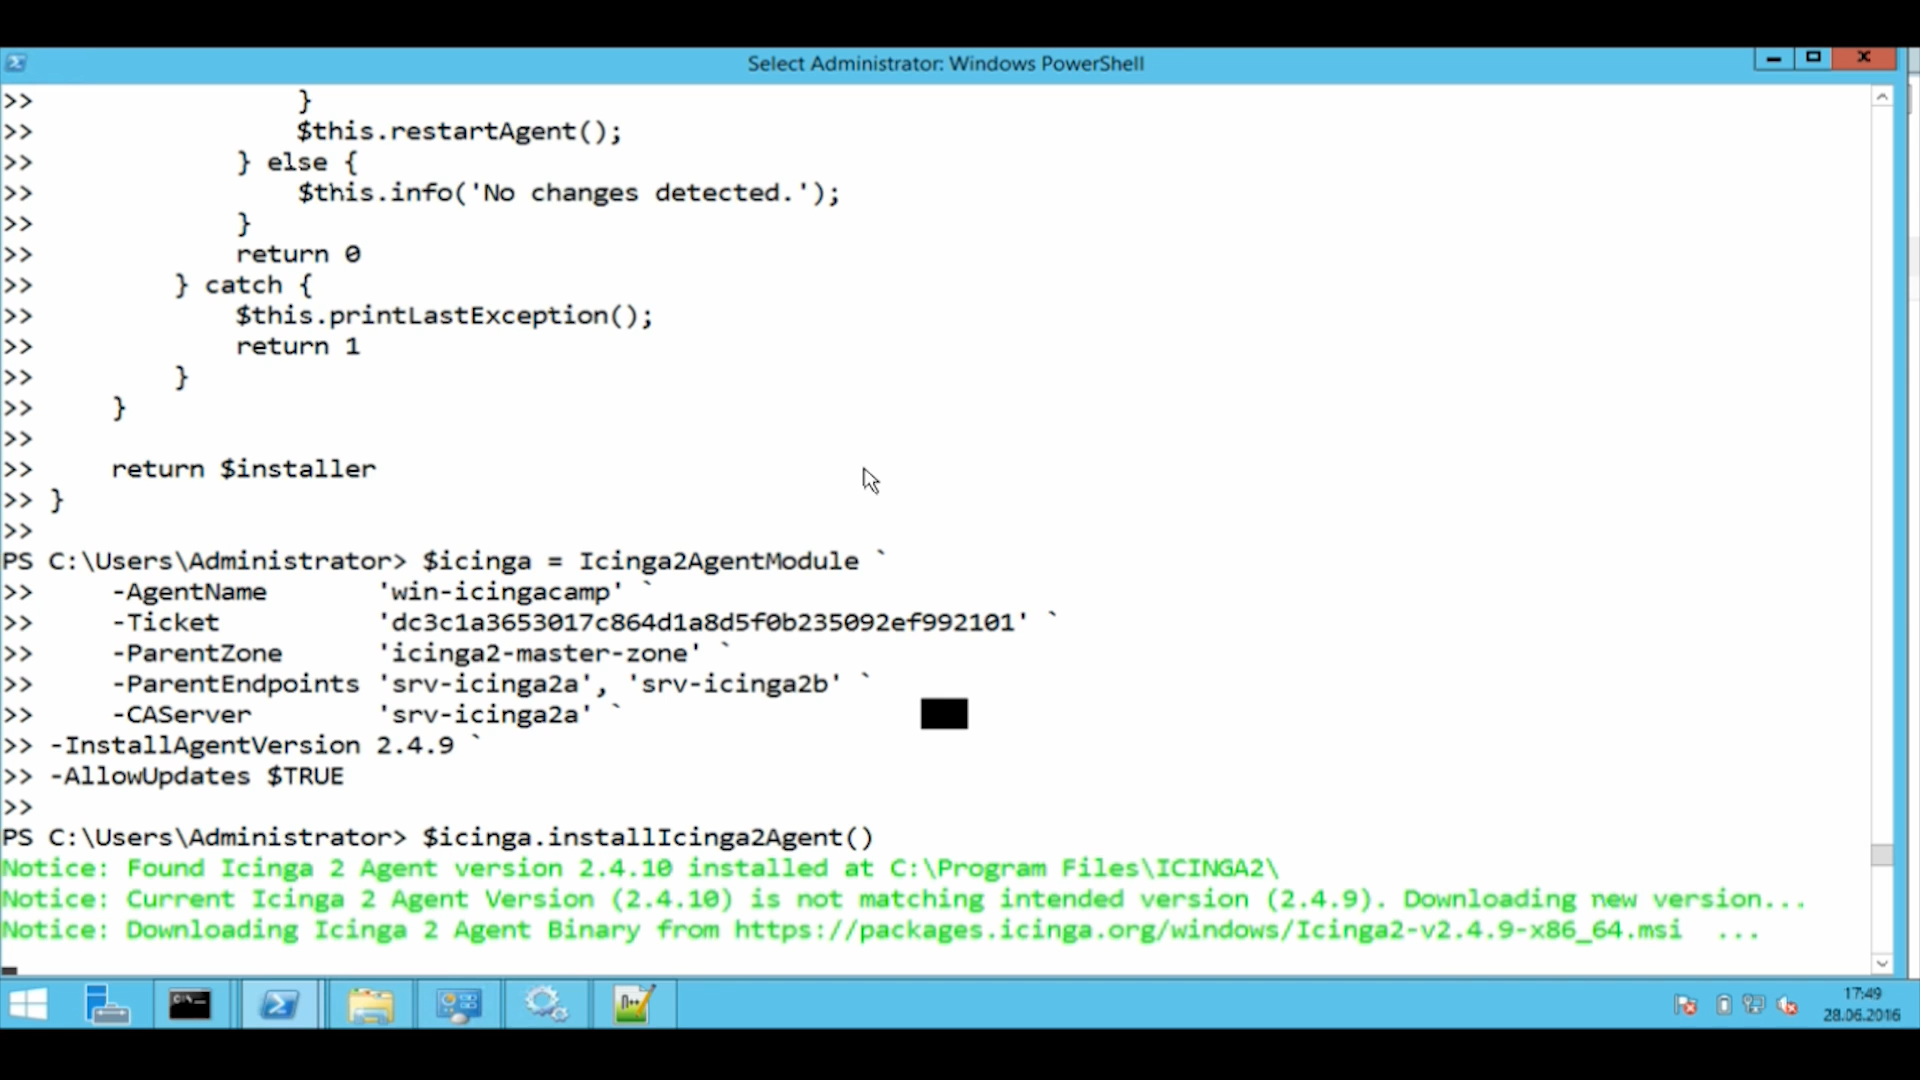 Select Administrator: Windows PowerShell
>>                 }
>>                 $this.restartAgent();
>>             } else {
>>                 $this.info('No changes detected.');
>>             }
>>             return 0
>>         } catch {
>>             $this.printLastException();
>>             return 1
>>         }
>>     }
>>
>>     return $installer
>> }
>>
PS C:\Users\Administrator> $icinga = Icinga2AgentModule `
>>     -AgentName       'win-icingacamp' `
>>     -Ticket          'dc3c1a3653017c864d1a8d5f0b235092ef992101' `
>>     -ParentZone      'icinga2-master-zone' `
>>     -ParentEndpoints 'srv-icinga2a', 'srv-icinga2b' `
>>     -CAServer        'srv-icinga2a' `
>> -InstallAgentVersion 2.4.9 `
>> -AllowUpdates $TRUE
>>
PS C:\Users\Administrator> $icinga.installIcinga2Agent()
Notice: Found Icinga 2 Agent version 2.4.10 installed at C:\Program Files\ICINGA2\
Notice: Current Icinga 2 Agent Version (2.4.10) is not matching intended version (2.4.9). Downloading new version...
Notice: Downloading Icinga 2 Agent Binary from https://packages.icinga.org/windows/Icinga2-v2.4.9-x86_64.msi  ...
17:49
28.06.2016